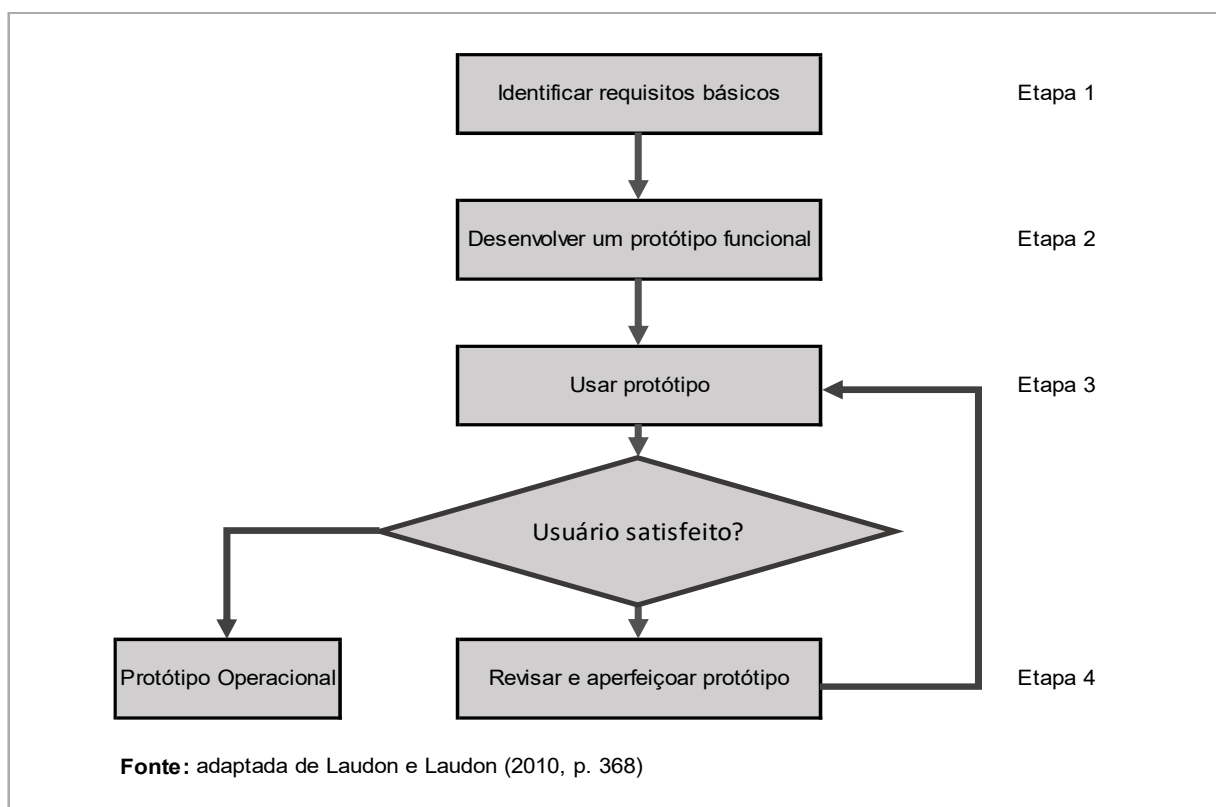 Identificar requisitos básicos
Etapa 1
Desenvolver um protótipo funcional
Etapa 2
Usar protótipo
Etapa 3
Usuário satisfeito?
Protótipo Operacional
Revisar e aperfeiçoar protótipo
Etapa 4
Fonte: adaptada de Laudon e Laudon (2010, p. 368)